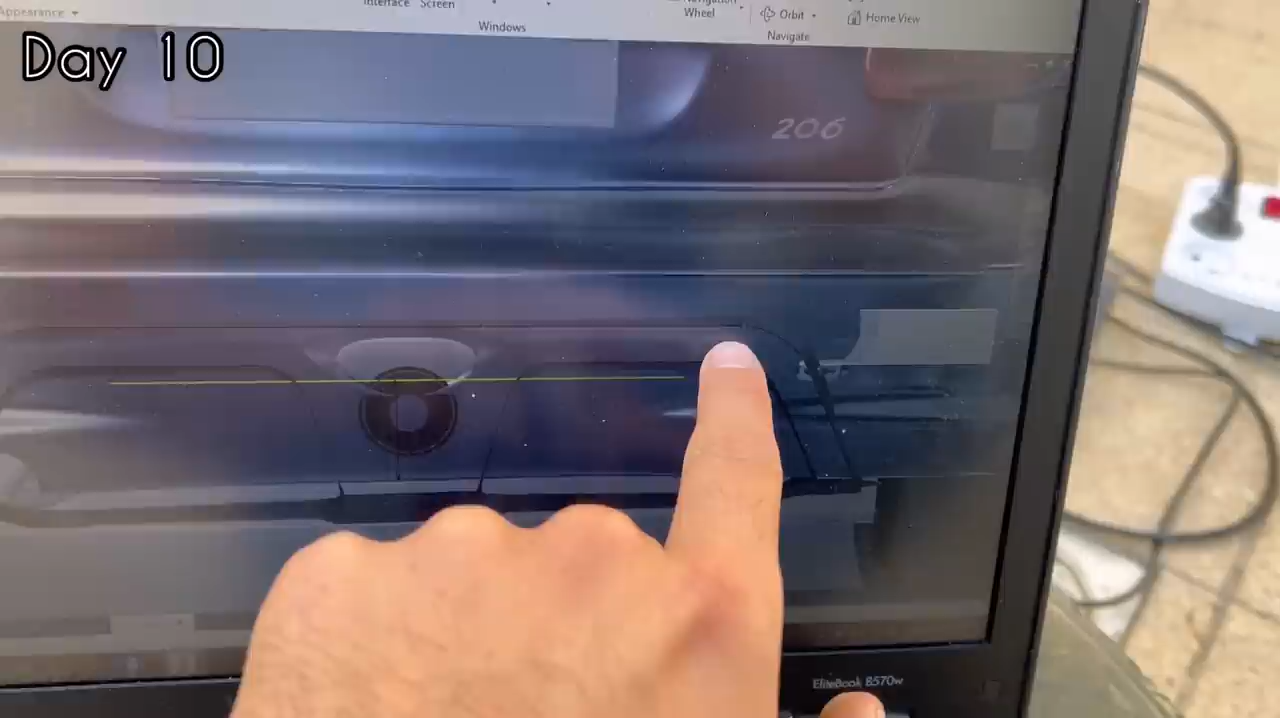 Appearance
Interface Screen
Windows
Navigation
Wheel
Orbit
Navigate
Home View
Day 10
206
EliteBook 8570w